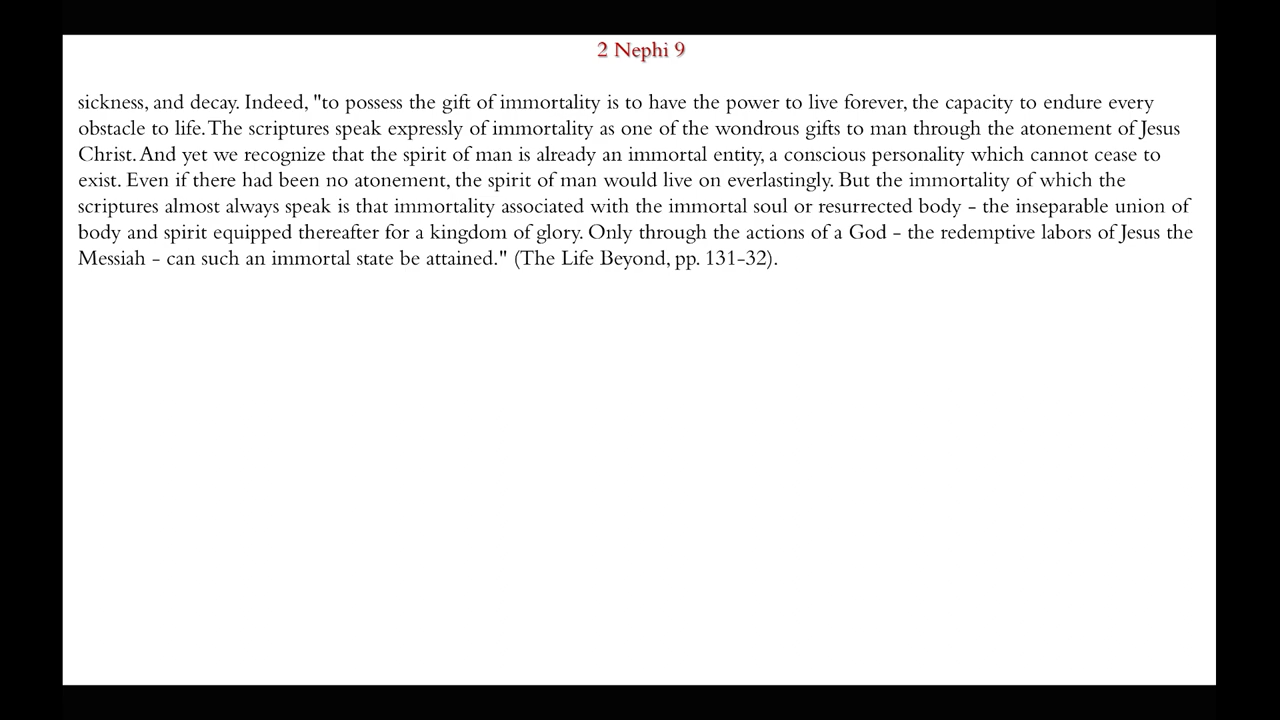 2 Nephi 9
sickness, and decay. Indeed, "to possess the gift of immortality is to have the power to live forever, the capacity to endure every
obstacle to life. The scriptures speak expressly of immortality as one of the wondrous gifts to man through the atonement of Jesus
Christ. And yet we recognize that the spirit of man is already an immortal entity, a conscious personality which cannot cease to
exist. Even if there had been no atonement, the spirit of man would live on everlastingly. But the immortality of which the
scriptures almost always speak is that immortality associated with the immortal soul or resurrected body - the inseparable union of
body and spirit equipped thereafter for a kingdom of glory. Only through the actions of a God - the redemptive labors of Jesus the
Messiah - can such an immortal state be attained." (The Life Beyond, pp. 131-32).